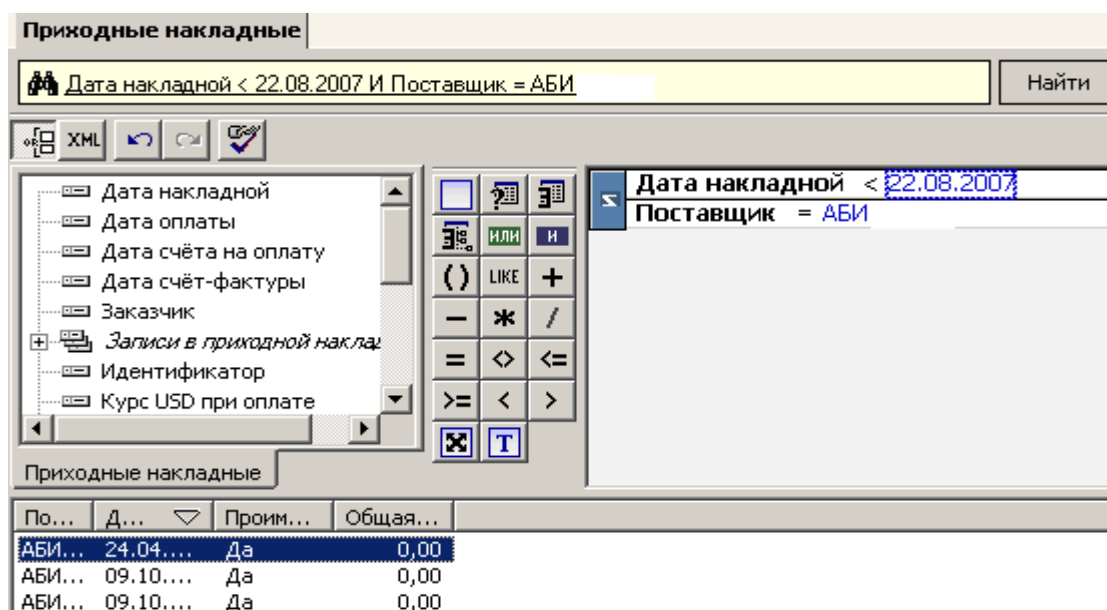 Приходные накладные
Дата накладной < 22.08.2007 И Поставщик = АБИ
Найти
XML
Дата накладной
Дата оплаты
Дата счёта на оплату
Дата счёт-фактуры
Заказчик
Записи в приходной наклад
Идентификатор
Курс USD при оплате
Приходные накладные
?
ИЛИ И
( ) LIKE +
− * /
= <> <=
>= < >
T
Дата накладной < 22.08.2007
Поставщик = АБИ
По... Д... Проим... Общая...
АБИ... 24.04.... Да 0,00
АБИ... 09.10.... Да 0,00
АБИ... 09.10.... Да 0,00